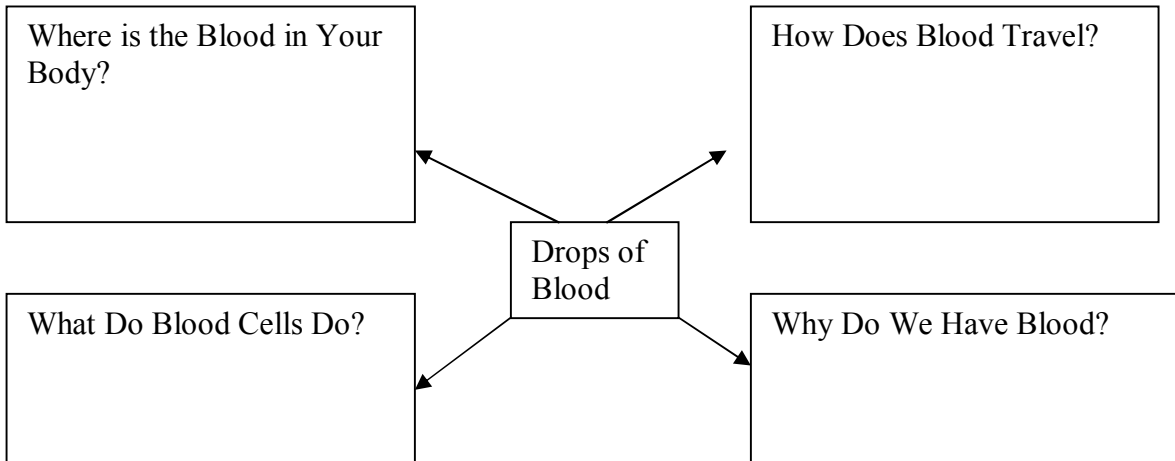 Where is the Blood in Your
Body?
How Does Blood Travel?
Drops of
Blood
What Do Blood Cells Do?
Why Do We Have Blood?